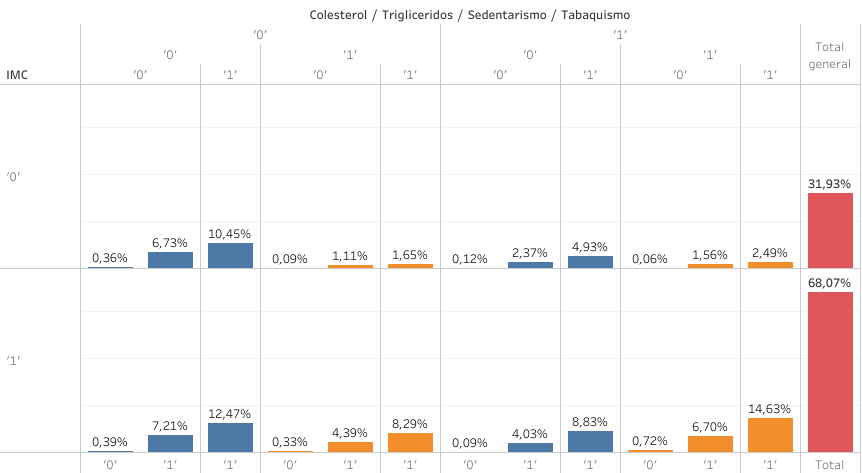 Colesterol / Trigliceridos / Sedentarismo / Tabaquismo
'0' '1' Total general
'0' '1' '0' '1'
IMC '0' '1' '0' '1' '0' '1' '0' '1'
'0'
31,93%
0,36% 6,73% 10,45% 0,09% 1,11% 1,65% 0,12% 2,37% 4,93% 0,06% 1,56% 2,49%
68,07%
'1'
0,39% 7,21% 12,47% 0,33% 4,39% 8,29% 0,09% 4,03% 8,83% 0,72% 6,70% 14,63%
'0' '1' '1' '0' '1' '1' '0' '1' '1' '0' '1' '1' Total